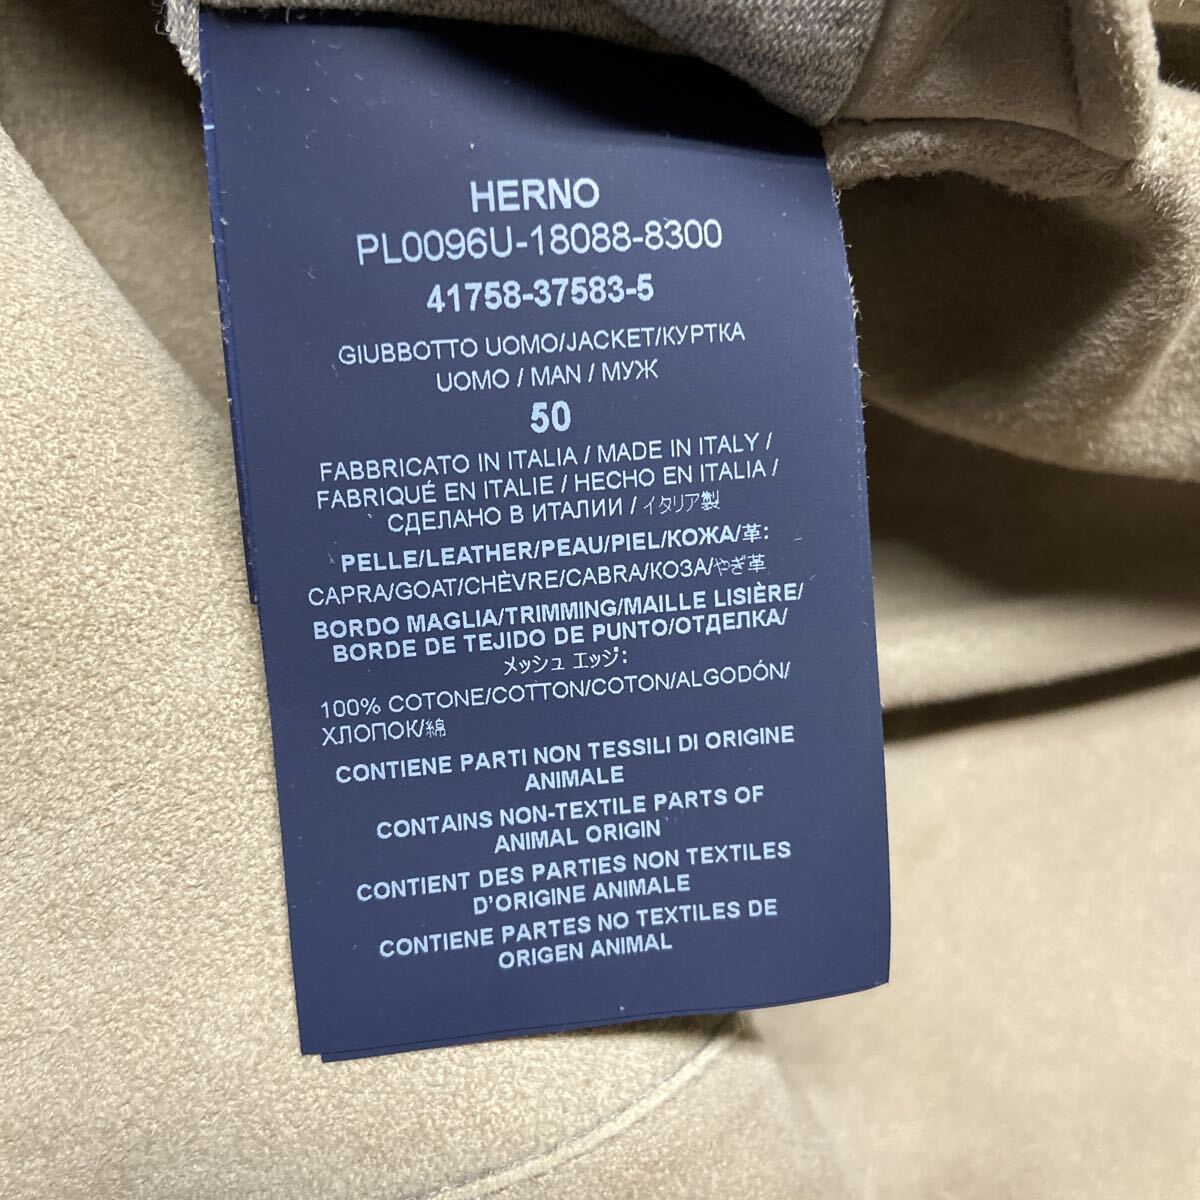 HERNO
PL0096U-18088-8300
41758-37583-5
GIUBBOTTO UOMO/JACKET/КУРТКА
UOMO / MAN / МУЖ
50
FABBRICATO IN ITALIA / MADE IN ITALY /
FABRIQUÉ EN ITALIE / HECHO EN ITALIA /
СДЕЛАНО В ИТАЛИИ / イタリア製
PELLE/LEATHER/PEAU/PIEL/КОЖА/革:
CAPRA/GOAT/CHÈVRE/CABRA/КОЗА/やぎ革
BORDO MAGLIA/TRIMMING/MAILLE LISIÈRE/
BORDE DE TEJIDO DE PUNTO/ОТДЕЛКА/
メッシュ エッジ:
100% COTONE/COTTON/COTON/ALGODÓN/
ХЛОПОК/綿
CONTIENE PARTI NON TESSILI DI ORIGINE
ANIMALE
CONTAINS NON-TEXTILE PARTS OF
ANIMAL ORIGIN
CONTIENT DES PARTIES NON TEXTILES
D'ORIGINE ANIMALE
CONTIENE PARTES NO TEXTILES DE
ORIGEN ANIMAL